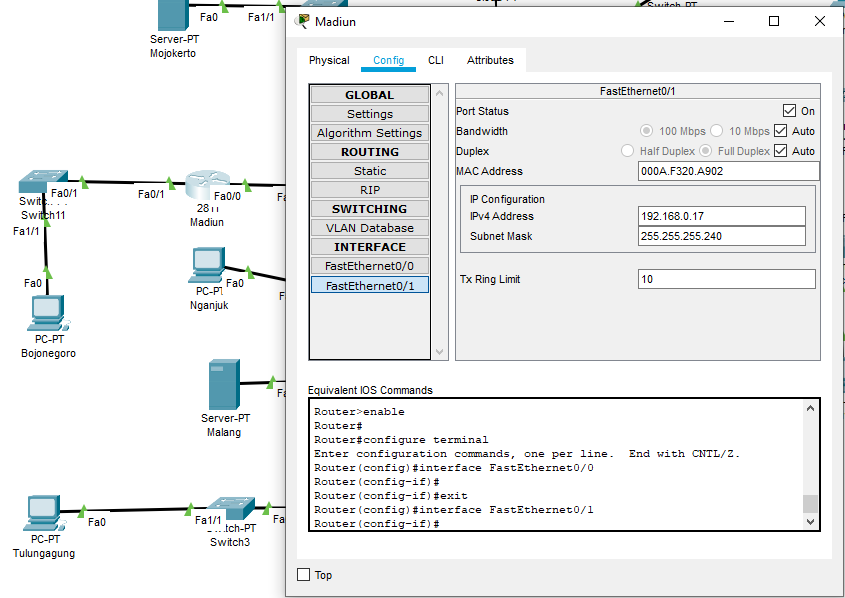 Fa0
Fa1/1
Server-PT
Mojokerto
Switch-PT
Fa0/1
Fa0/1
Fa0/0
Switch11
Fa1/1
2811
Madiun
Fa0
PC-PT
Fa0
Nganjuk
PC-PT
Bojonegoro
Server-PT
Malang
Fa0
Fa1/1
Switch3
PC-PT
Tulungagung
Madiun
Physical
Config
CLI
Attributes
GLOBAL
Settings
Algorithm Settings
ROUTING
Static
RIP
SWITCHING
VLAN Database
INTERFACE
FastEthernet0/0
FastEthernet0/1
FastEthernet0/1
Port Status On
Bandwidth 100 Mbps 10 Mbps Auto
Duplex Half Duplex Full Duplex Auto
MAC Address 000A.F320.A902
IP Configuration
IPv4 Address 192.168.0.17
Subnet Mask 255.255.255.240
Tx Ring Limit 10
Equivalent IOS Commands
Router>enable
Router#
Router#configure terminal
Enter configuration commands, one per line. End with CNTL/Z.
Router(config)#interface FastEthernet0/0
Router(config-if)#
Router(config-if)#exit
Router(config)#interface FastEthernet0/1
Router(config-if)#
Top